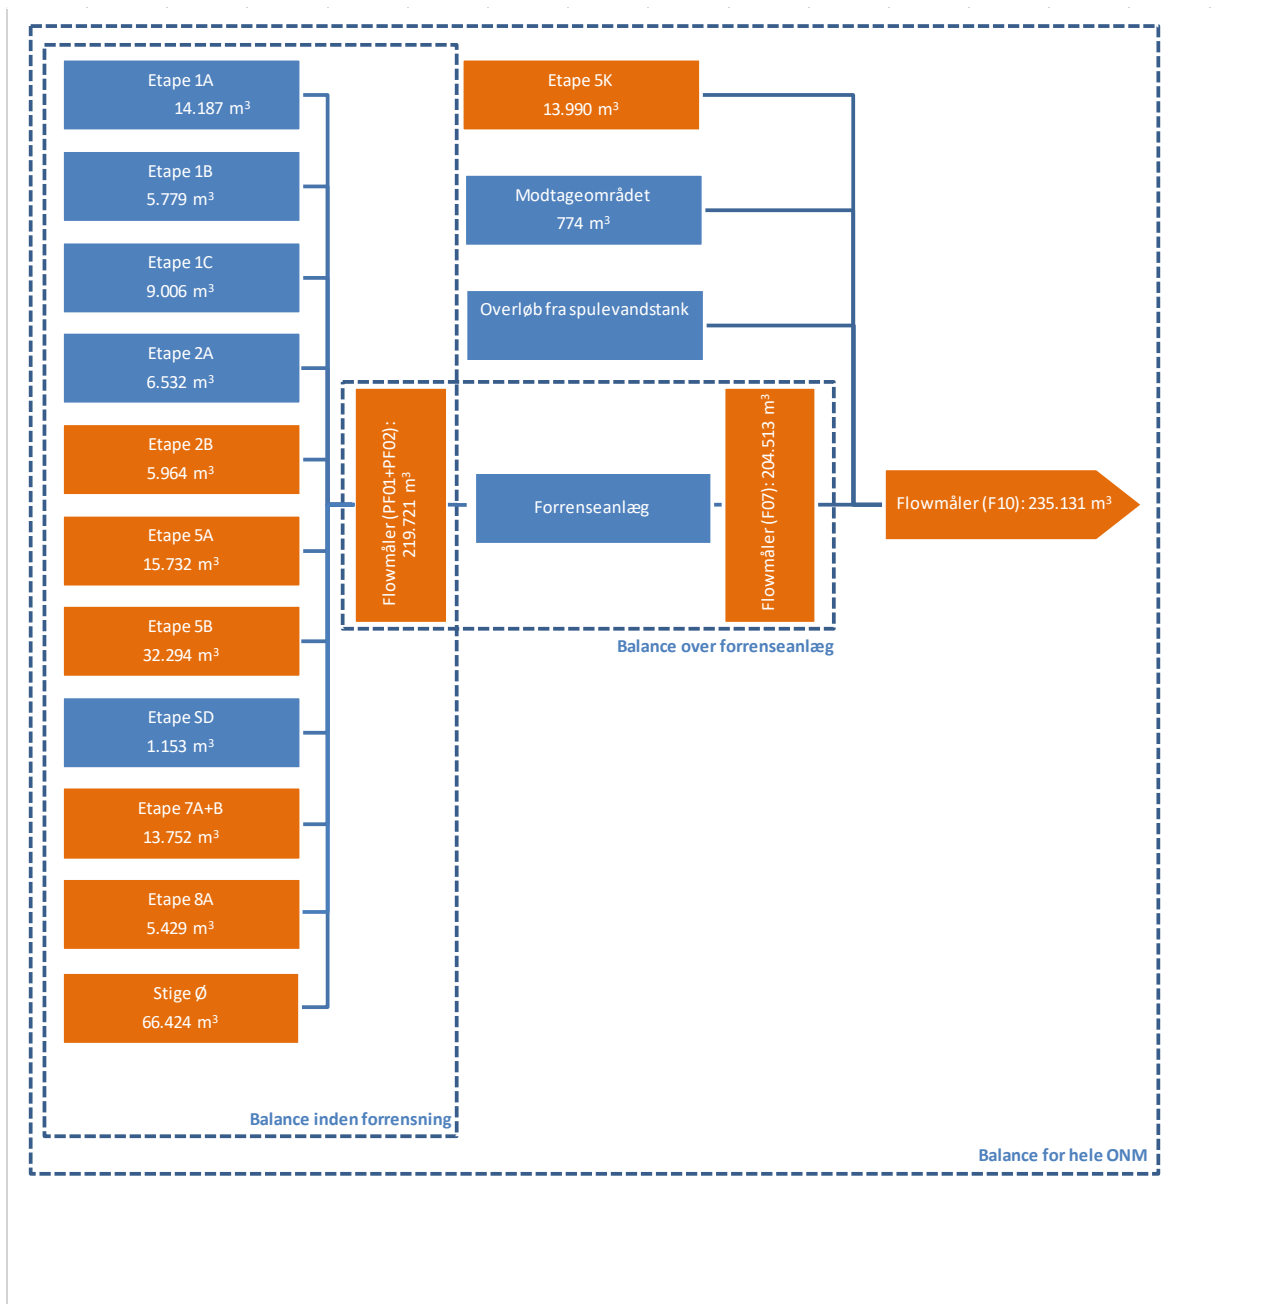 Etape 1A
14.187 m³
Etape 1B
5.779 m³
Etape 1C
9.006 m³
Etape 2A
6.532 m³
Etape 2B
5.964 m³
Etape 5A
15.732 m³
Etape 5B
32.294 m³
Etape SD
1.153 m³
Etape 7A+B
13.752 m³
Etape 8A
5.429 m³
Stige Ø
66.424 m³
Balance inden forrensning
Flowmåler (PF01+PF02):
219.721 m³
Etape 5K
13.990 m³
Modtageområdet
774 m³
Overløb fra spulevandstank
Forrenseanlæg
Flowmåler (F07): 204.513 m³
Balance over forrenseanlæg
Flowmåler (F10): 235.131 m³
Balance for hele ONM